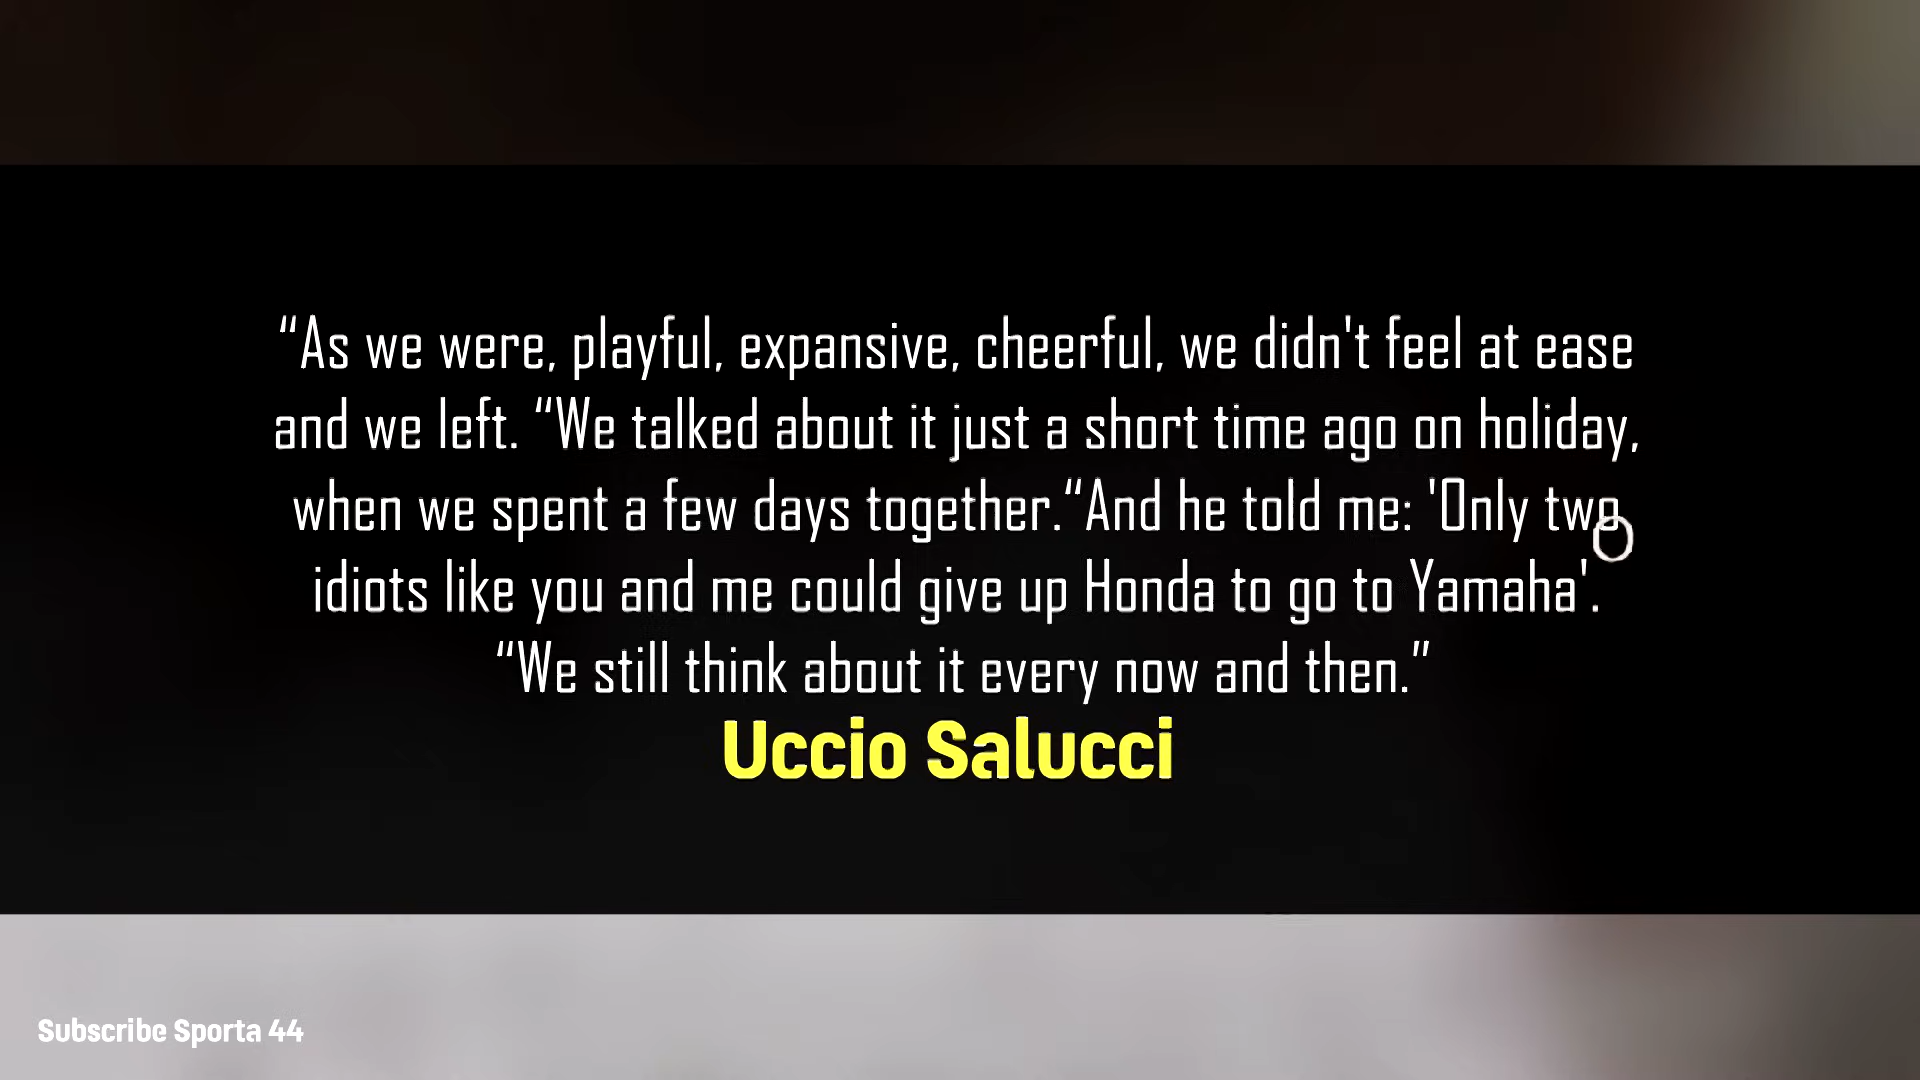 “As we were, playful, expansive, cheerful, we didn't feel at ease
and we left. “We talked about it just a short time ago on holiday,
when we spent a few days together.“And he told me: 'Only two
idiots like you and me could give up Honda to go to Yamaha'.
“We still think about it every now and then.”
Uccio Salucci
Subscribe Sporta 44